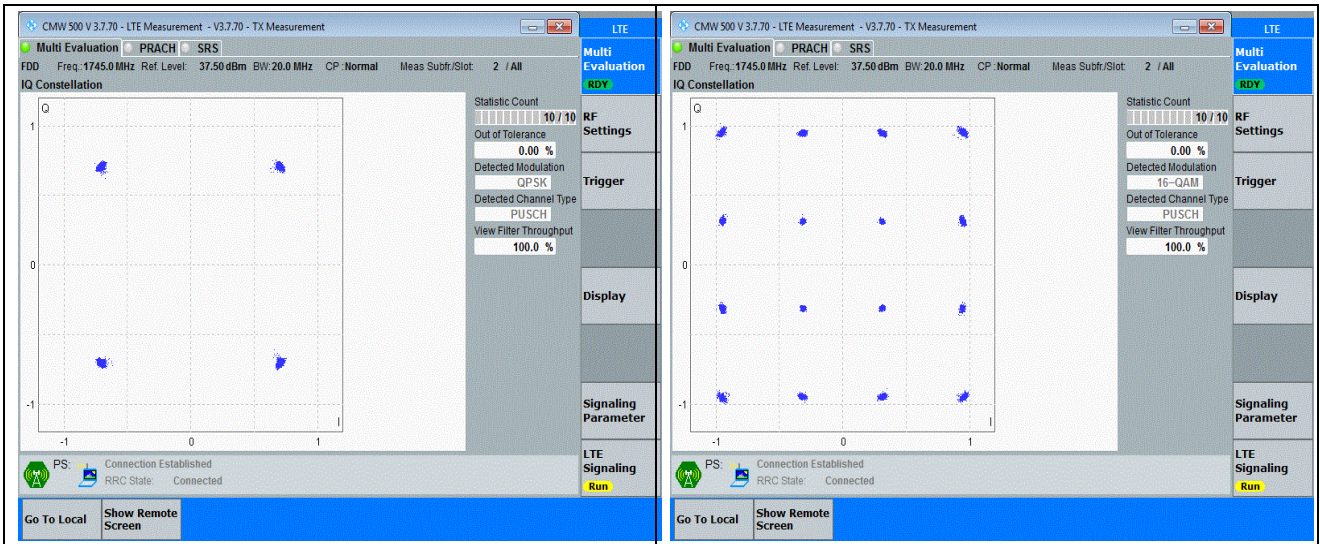 CMW 500 V 3.7.70 - LTE Measurement - V3.7.70 - TX Measurement
LTE
Multi Evaluation PRACH SRS
FDD Freq.: 1745.0 MHz Ref. Level: 37.50 dBm BW: 20.0 MHz CP : Normal Meas Subfr./Slot: 2 / All
IQ Constellation
Q
1
0
-1
-1 0 1
I
Statistic Count
10 / 10
Out of Tolerance
0.00 %
Detected Modulation
QPSK
Detected Channel Type
PUSCH
View Filter Throughput
100.0 %
Multi
Evaluation
RDY
RF
Settings
Trigger
Display
Signaling
Parameter
LTE
Signaling
Run
PS: Connection Established
RRC State: Connected
Go To Local
Show Remote
Screen
CMW 500 V 3.7.70 - LTE Measurement - V3.7.70 - TX Measurement
LTE
Multi Evaluation PRACH SRS
FDD Freq.: 1745.0 MHz Ref. Level: 37.50 dBm BW: 20.0 MHz CP : Normal Meas Subfr./Slot: 2 / All
IQ Constellation
Q
1
0
-1
-1 0 1
I
Statistic Count
10 / 10
Out of Tolerance
0.00 %
Detected Modulation
16-QAM
Detected Channel Type
PUSCH
View Filter Throughput
100.0 %
Multi
Evaluation
RDY
RF
Settings
Trigger
Display
Signaling
Parameter
LTE
Signaling
Run
PS: Connection Established
RRC State: Connected
Go To Local
Show Remote
Screen